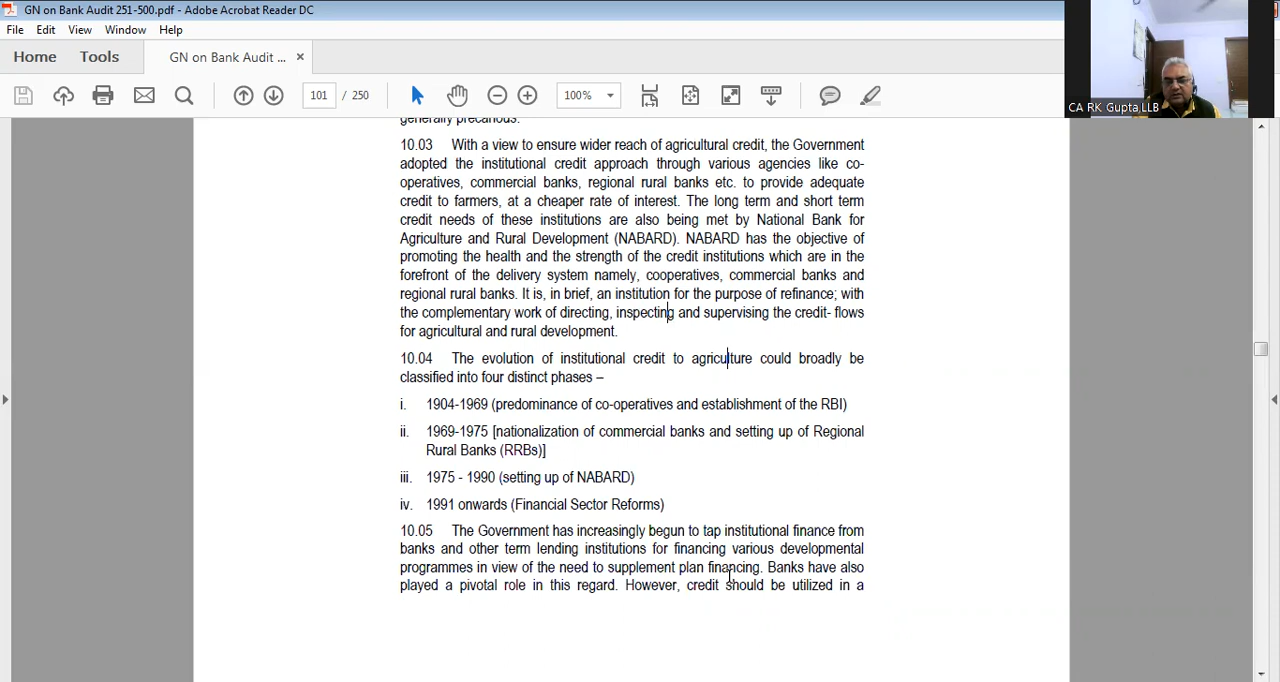 GN on Bank Audit 251-500.pdf - Adobe Acrobat Reader DC
File Edit View Window Help
Home Tools GN on Bank Audit ... ×
101 / 250 100%
CA RK Gupta,LLB
generally precarious.
10.03 With a view to ensure wider reach of agricultural credit, the Government
adopted the institutional credit approach through various agencies like co-
operatives, commercial banks, regional rural banks etc. to provide adequate
credit to farmers, at a cheaper rate of interest. The long term and short term
credit needs of these institutions are also being met by National Bank for
Agriculture and Rural Development (NABARD). NABARD has the objective of
promoting the health and the strength of the credit institutions which are in the
forefront of the delivery system namely, cooperatives, commercial banks and
regional rural banks. It is, in brief, an institution for the purpose of refinance; with
the complementary work of directing, inspecting and supervising the credit- flows
for agricultural and rural development.
10.04 The evolution of institutional credit to agriculture could broadly be
classified into four distinct phases –
i. 1904-1969 (predominance of co-operatives and establishment of the RBI)
ii. 1969-1975 [nationalization of commercial banks and setting up of Regional
Rural Banks (RRBs)]
iii. 1975 - 1990 (setting up of NABARD)
iv. 1991 onwards (Financial Sector Reforms)
10.05 The Government has increasingly begun to tap institutional finance from
banks and other term lending institutions for financing various developmental
programmes in view of the need to supplement plan financing. Banks have also
played a pivotal role in this regard. However, credit should be utilized in a